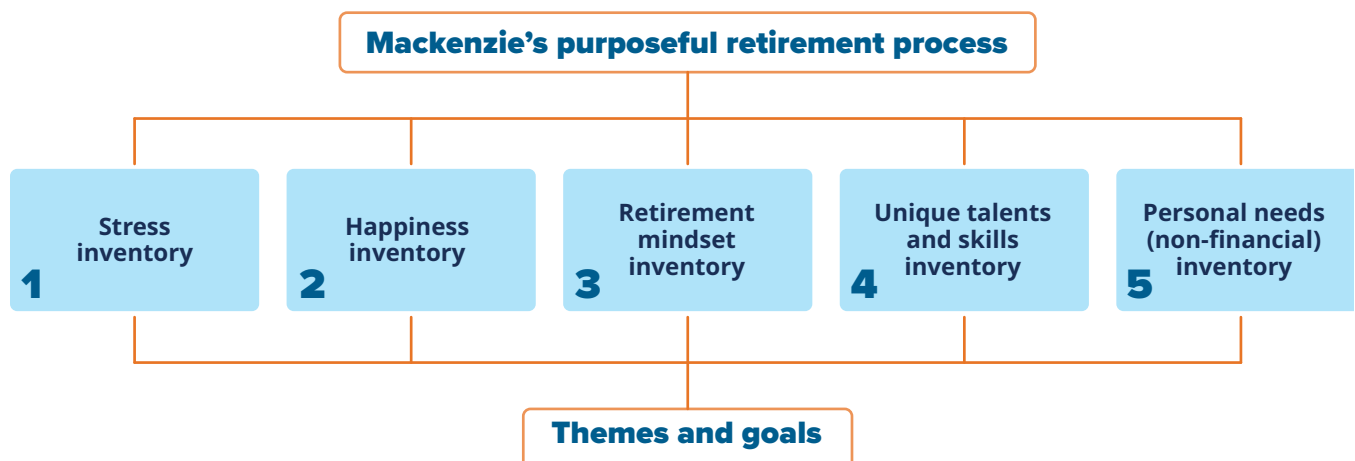 Mackenzie’s purposeful retirement process
Stress
inventory
1
Happiness
inventory
2
Retirement
mindset
inventory
3
Unique talents
and skills
inventory
4
Personal needs
(non-financial)
inventory
5
Themes and goals